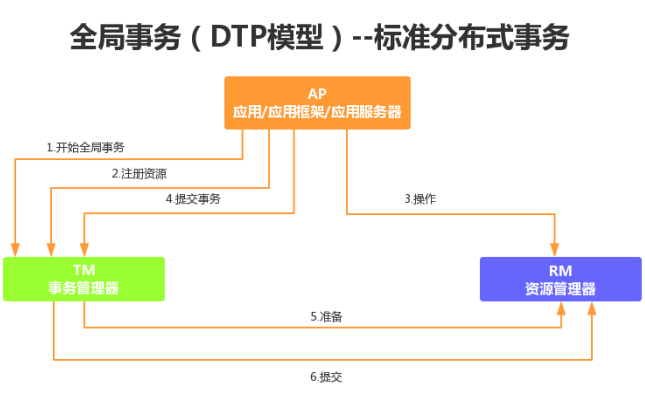 全局事务（DTP模型）--标准分布式事务
AP
应用/应用框架/应用服务器
1.开始全局事务
2.注册资源
4.提交事务
3.操作
TM
事务管理器
RM
资源管理器
5.准备
6.提交